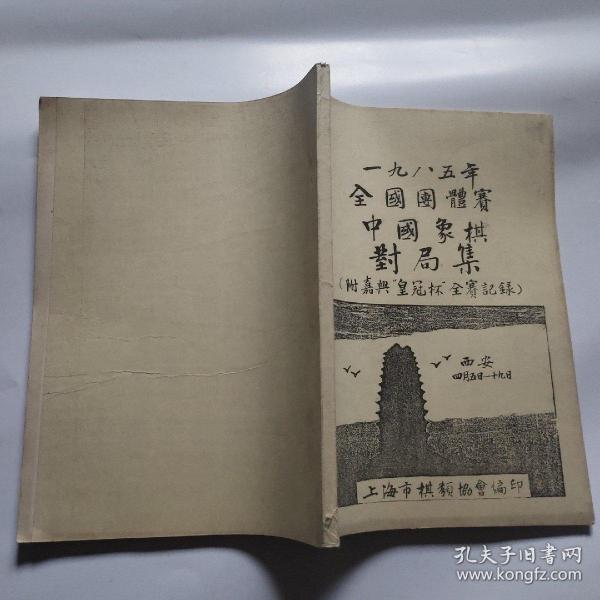 一九八五年
全國團體賽
中國象棋
對局集
(附嘉興"皇冠杯"全賽記錄)
西安
四月五日—十九日
上海市棋類協會編印
孔夫子旧书网
www.kongfz.com